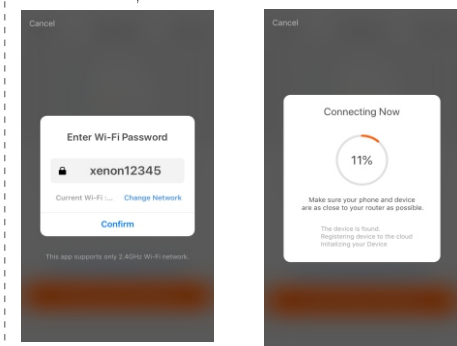 Cancel
Enter Wi-Fi Password
xenon12345
Current Wi-Fi :... Change Network
Confirm
This app supports only 2.4GHz Wi-Fi network.
Cancel
Connecting Now
11%
Make sure your phone and device
are as close to your router as possible.
The device is found.
Registering device to the cloud
Initializing your Device